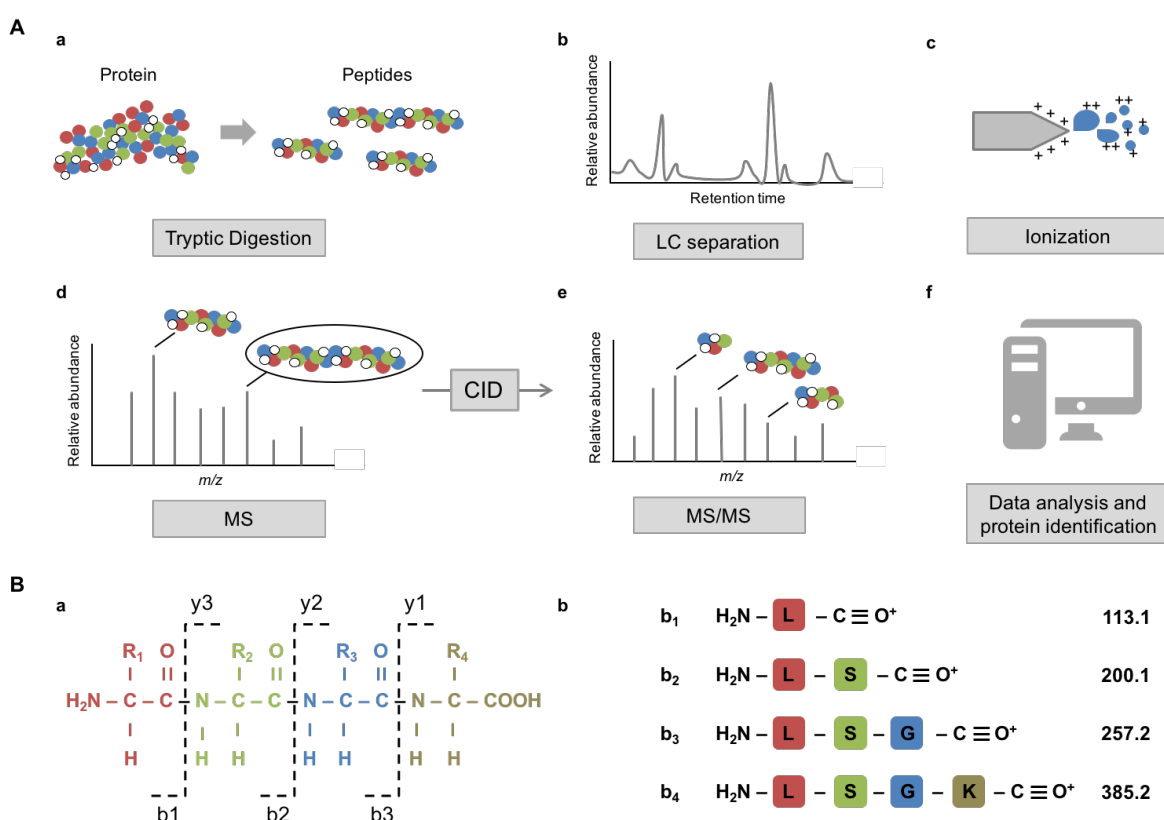 A
a
Protein
Peptides
Tryptic Digestion
b
Relative abundance
Retention time
LC separation
c
+ + + + + + + + ++ ++ ++ + + +
Ionization
d
Relative abundance
m/z
MS
CID
e
Relative abundance
m/z
MS/MS
f
Data analysis and
protein identification
B
a
y3 y2 y1
R₁ O R₂ O R₃ O R₄
H₂N – C – C – N – C – C – N – C – C – N – C – COOH
H H H H H H H
b1 b2 b3
b
b₁ H₂N – L – C ≡ O⁺ 113.1
b₂ H₂N – L – S – C ≡ O⁺ 200.1
b₃ H₂N – L – S – G – C ≡ O⁺ 257.2
b₄ H₂N – L – S – G – K – C ≡ O⁺ 385.2